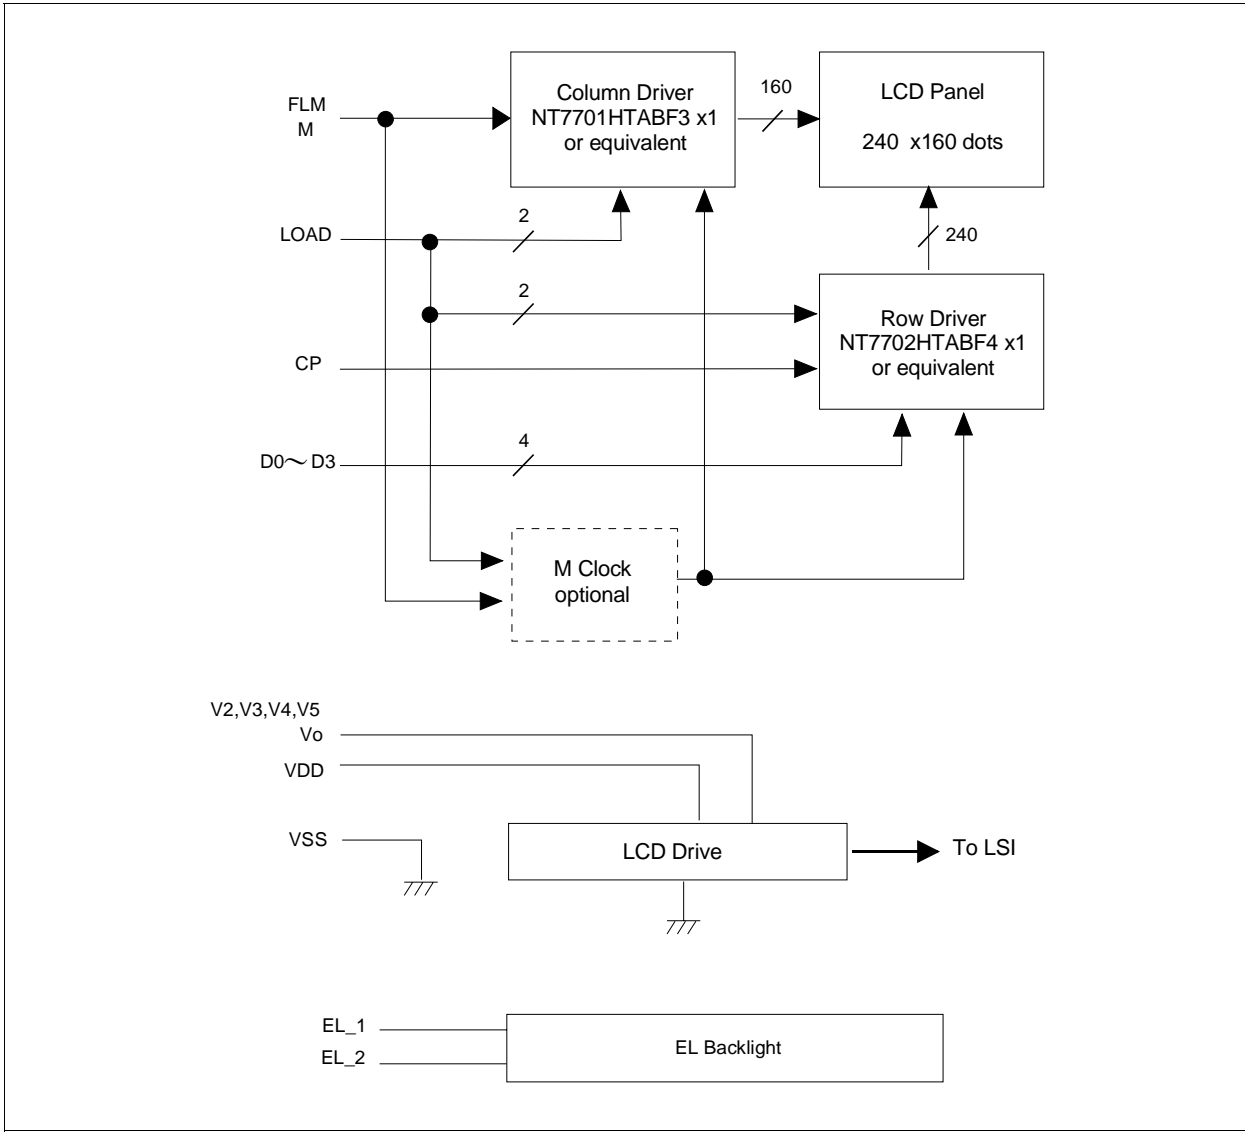 FLM
M
Column Driver
NT7701HTABF3 x1
or equivalent
160
LCD Panel
240 x160 dots
LOAD
2
240
2
Row Driver
NT7702HTABF4 x1
or equivalent
CP
D0～D3
4
M Clock
optional
V2,V3,V4,V5
Vo
VDD
VSS
LCD Drive
To LSI
EL_1
EL_2
EL Backlight